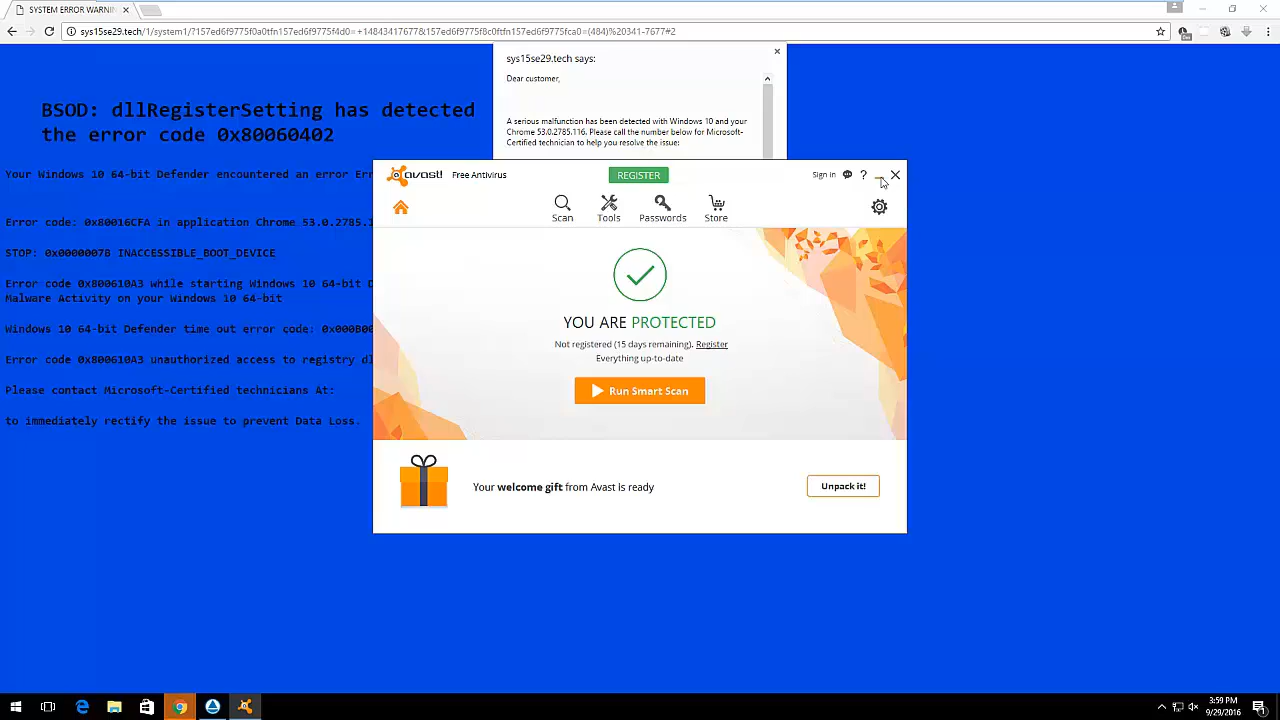 SYSTEM ERROR WARNIN
sys15se29.tech/1/system1/?157ed6f9775f0a0tfn157ed6f9775f4d0=+14843417677&157ed6f9775f8c0ftfn157ed6f9775fca0=(484)%20341-7677#2
sys15se29.tech says:
Dear customer,
A serious malfunction has been detected with Windows 10 and your
Chrome 53.0.2785.116. Please call the number below for Microsoft-
Certified technician to help you resolve the issue:
BSOD: dllRegisterSetting has detected
the error code 0x80060402
Your Windows 10 64-bit Defender encountered an error Err
Error code: 0x80016CFA in application Chrome 53.0.2785.1
STOP: 0x0000007B INACCESSIBLE_BOOT_DEVICE
Error code 0x800610A3 while starting Windows 10 64-bit D
Malware Activity on your Windows 10 64-bit
Windows 10 64-bit Defender time out error code: 0x000B00
Error code 0x800610A3 unauthorized access to registry dl
Please contact Microsoft-Certified technicians At:
to immediately rectify the issue to prevent Data Loss.
avast! Free Antivirus REGISTER Sign in ?
Scan Tools Passwords Store
YOU ARE PROTECTED
Not registered (15 days remaining). Register
Everything up-to-date
Run Smart Scan
Your welcome gift from Avast is ready
Unpack it!
3:59 PM
9/29/2016